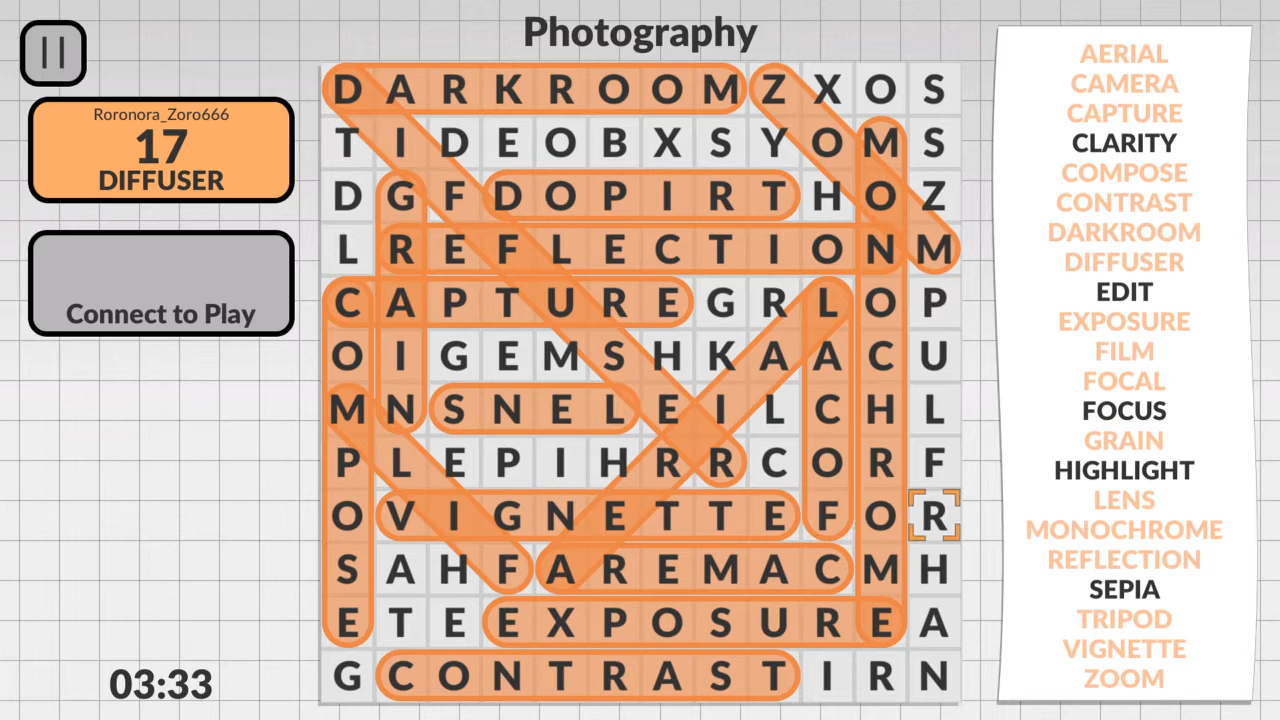 Photography
Roronora_Zoro666
17
DIFFUSER
Connect to Play
03:33
D A R K R O O M Z X O S
T I D E O B X S Y O M S
D G F D O P I R T H O Z
L R E F L E C T I O N M
C A P T U R E G R L O P
O I G E M S H K A A C U
M N S N E L E I L C H L
P L E P I H R R C O R F
O V I G N E T T E F O R
S A H F A R E M A C M H
E T E E X P O S U R E A
G C O N T R A S T I R N
AERIAL
CAMERA
CAPTURE
CLARITY
COMPOSE
CONTRAST
DARKROOM
DIFFUSER
EDIT
EXPOSURE
FILM
FOCAL
FOCUS
GRAIN
HIGHLIGHT
LENS
MONOCHROME
REFLECTION
SEPIA
TRIPOD
VIGNETTE
ZOOM